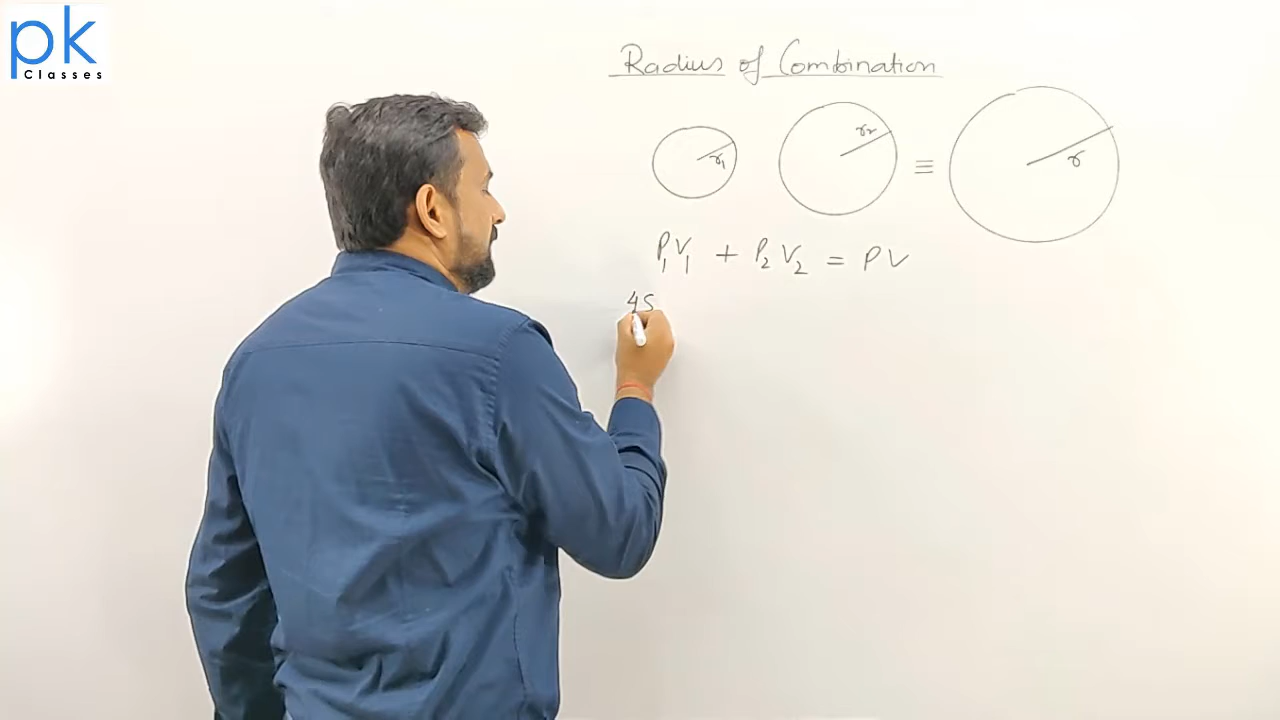 pk
Classes
Radius of Combination
r₁ r₂ ≡ r
P₁V₁ + P₂V₂ = PV
4S